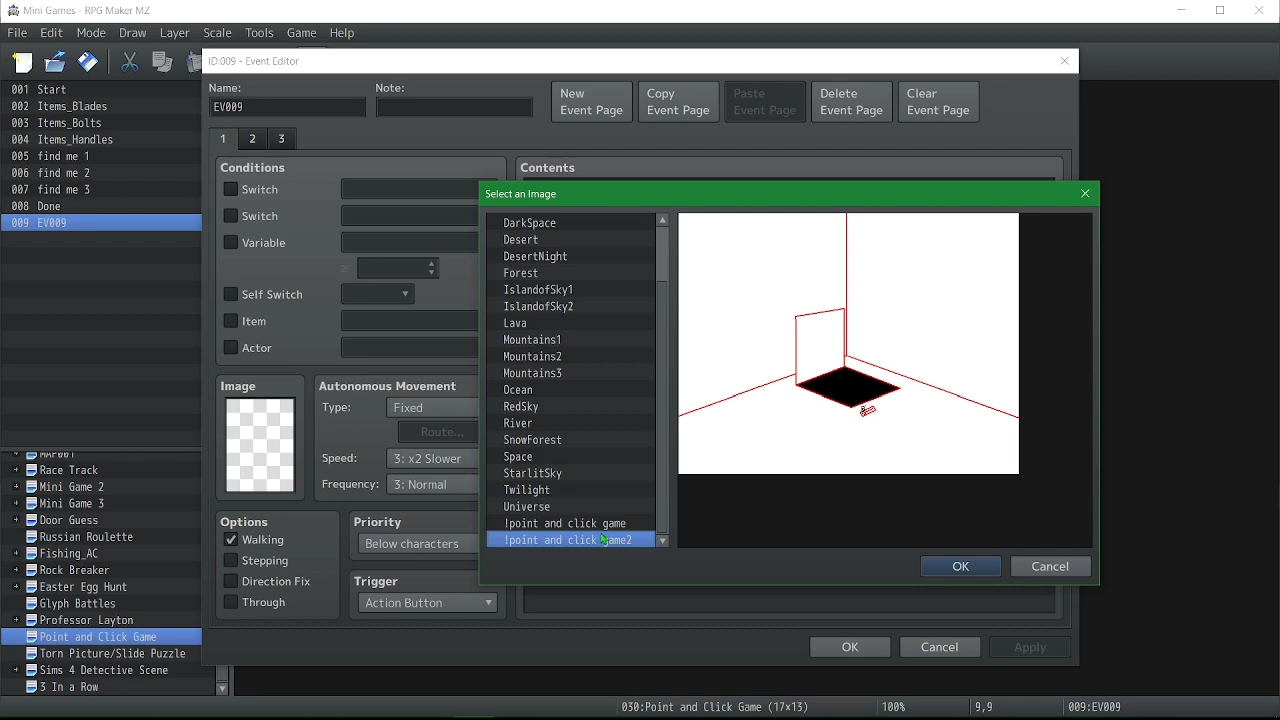 Mini Games - RPG Maker MZ
File Edit Mode Draw Layer Scale Tools Game Help
001 Start
002 Items_Blades
003 Items_Bolts
004 Items_Handles
005 find me 1
006 find me 2
007 find me 3
008 Done
009 EV009
ID:009 - Event Editor
Name:
EV009
Note:
New Event Page
Copy Event Page
Paste Event Page
Delete Event Page
Clear Event Page
1 2 3
Conditions
Switch
Switch
Variable
≥
Self Switch
Item
Actor
Image
Autonomous Movement
Type: Fixed
Route...
Speed: 3: x2 Slower
Frequency: 3: Normal
Options
Walking
Stepping
Direction Fix
Through
Priority
Below characters
Trigger
Action Button
Contents
Select an Image
DarkSpace
Desert
DesertNight
Forest
IslandofSky1
IslandofSky2
Lava
Mountains1
Mountains2
Mountains3
Ocean
RedSky
River
SnowForest
Space
StarlitSky
Twilight
Universe
!point and click game
!point and click game2
OK
Cancel
OK
Cancel
Apply
MAP001
Race Track
Mini Game 2
Mini Game 3
Door Guess
Russian Roulette
Fishing_AC
Rock Breaker
Easter Egg Hunt
Glyph Battles
Professor Layton
Point and Click Game
Torn Picture/Slide Puzzle
Sims 4 Detective Scene
3 In a Row
030:Point and Click Game (17x13)
100%
9,9
009:EV009